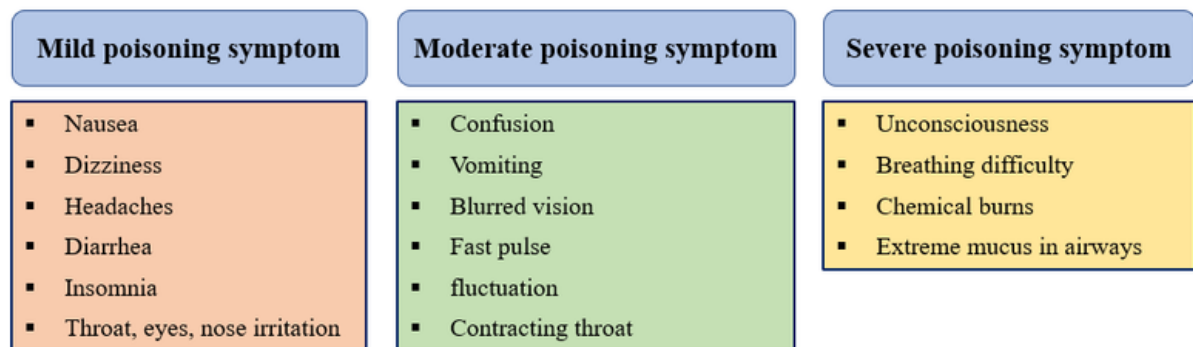 Mild poisoning symptom
Nausea
Dizziness
Headaches
Diarrhea
Insomnia
Throat, eyes, nose irritation
Moderate poisoning symptom
Confusion
Vomiting
Blurred vision
Fast pulse
fluctuation
Contracting throat
Severe poisoning symptom
Unconsciousness
Breathing difficulty
Chemical burns
Extreme mucus in airways